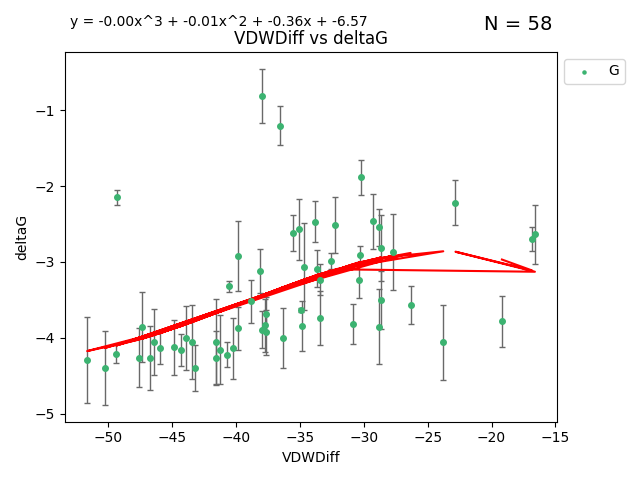 y = -0.00x^3 + -0.01x^2 + -0.36x + -6.57
N = 58
VDWDiff vs deltaG
G
−1
−2
−3
−4
−5
deltaG
−50 −45 −40 −35 −30 −25 −20 −15
VDWDiff